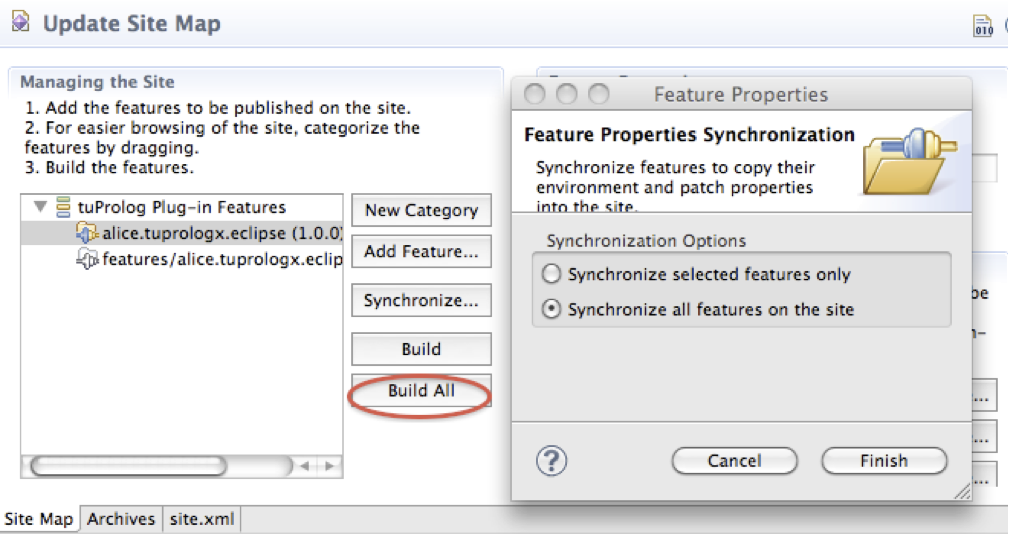 Update Site Map
010
Managing the Site
1. Add the features to be published on the site.
2. For easier browsing of the site, categorize the
features by dragging.
3. Build the features.
tuProlog Plug-in Features
alice.tuprologx.eclipse (1.0.0)
features/alice.tuprologx.eclip
New Category
Add Feature...
Synchronize...
Build
Build All
Site Map
Archives
site.xml
Feature Properties
Feature Properties Synchronization
Synchronize features to copy their
environment and patch properties
into the site.
Synchronization Options
Synchronize selected features only
Synchronize all features on the site
?
Cancel
Finish
be
...
...
...